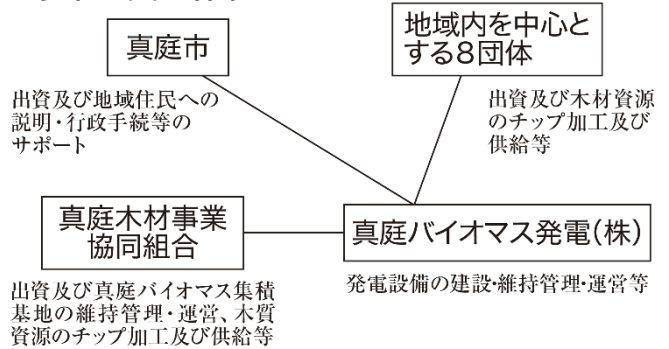 真庭市
出資及び地域住民への
説明・行政手続等の
サポート
地域内を中心と
する8団体
出資及び木材資源
のチップ加工及び
供給等
真庭木材事業
協同組合
出資及び真庭バイオマス集積
基地の維持管理・運営、木質
資源のチップ加工及び供給等
真庭バイオマス発電(株)
発電設備の建設・維持管理・運営等